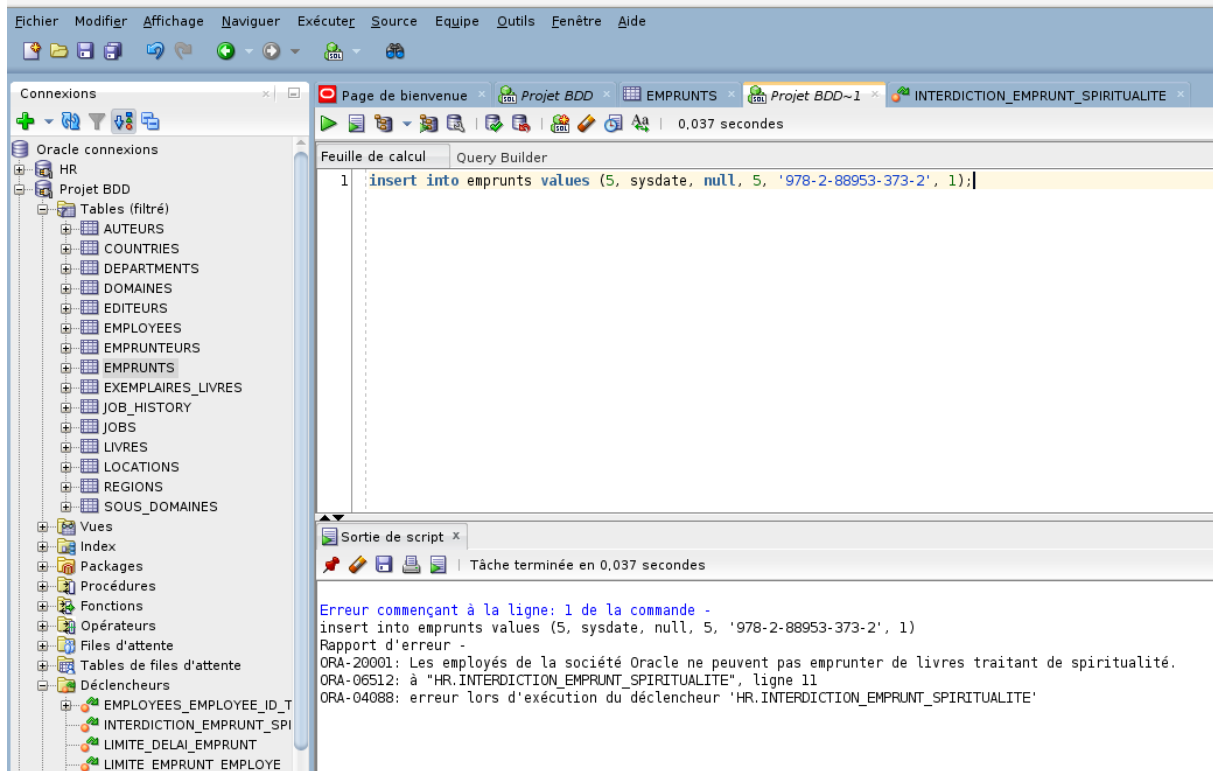 Fichier Modifier Affichage Naviguer Exécuter Source Equipe Outils Fenêtre Aide
Connexions
Oracle connexions
HR
Projet BDD
Tables (filtré)
AUTEURS
COUNTRIES
DEPARTMENTS
DOMAINES
EDITEURS
EMPLOYEES
EMPRUNTEURS
EMPRUNTS
EXEMPLAIRES_LIVRES
JOB_HISTORY
JOBS
LIVRES
LOCATIONS
REGIONS
SOUS_DOMAINES
Vues
Index
Packages
Procédures
Fonctions
Opérateurs
Files d'attente
Tables de files d'attente
Déclencheurs
EMPLOYEES_EMPLOYEE_ID_T
INTERDICTION_EMPRUNT_SPI
LIMITE_DELAI_EMPRUNT
LIMITE_EMPRUNT_EMPLOYE
Page de bienvenue Projet BDD EMPRUNTS Projet BDD~1 INTERDICTION_EMPRUNT_SPIRITUALITE
0,037 secondes
Feuille de calcul Query Builder
1 insert into emprunts values (5, sysdate, null, 5, '978-2-88953-373-2', 1);
Sortie de script
Tâche terminée en 0,037 secondes
Erreur commençant à la ligne: 1 de la commande -
insert into emprunts values (5, sysdate, null, 5, '978-2-88953-373-2', 1)
Rapport d'erreur -
ORA-20001: Les employés de la société Oracle ne peuvent pas emprunter de livres traitant de spiritualité.
ORA-06512: à "HR.INTERDICTION_EMPRUNT_SPIRITUALITE", ligne 11
ORA-04088: erreur lors d'exécution du déclencheur 'HR.INTERDICTION_EMPRUNT_SPIRITUALITE'